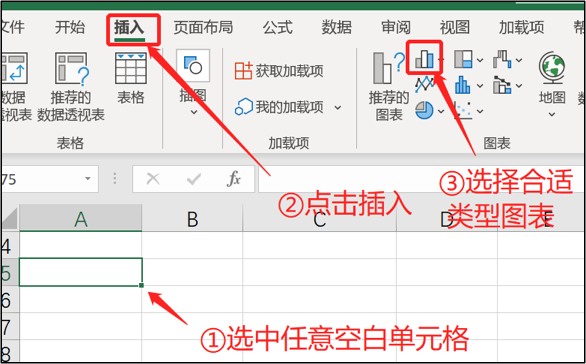 文件 开始 插入 页面布局 公式 数据 审阅 视图 加载项
数据 推荐的 表格 插图 获取加载项 推荐的 地图
透视表 数据透视表 我的加载项 图表
表格 加载项 图表
75 fx
②点击插入 ③选择合适
类型图表
A B C D E
4
5
6
7
8
①选中任意空白单元格